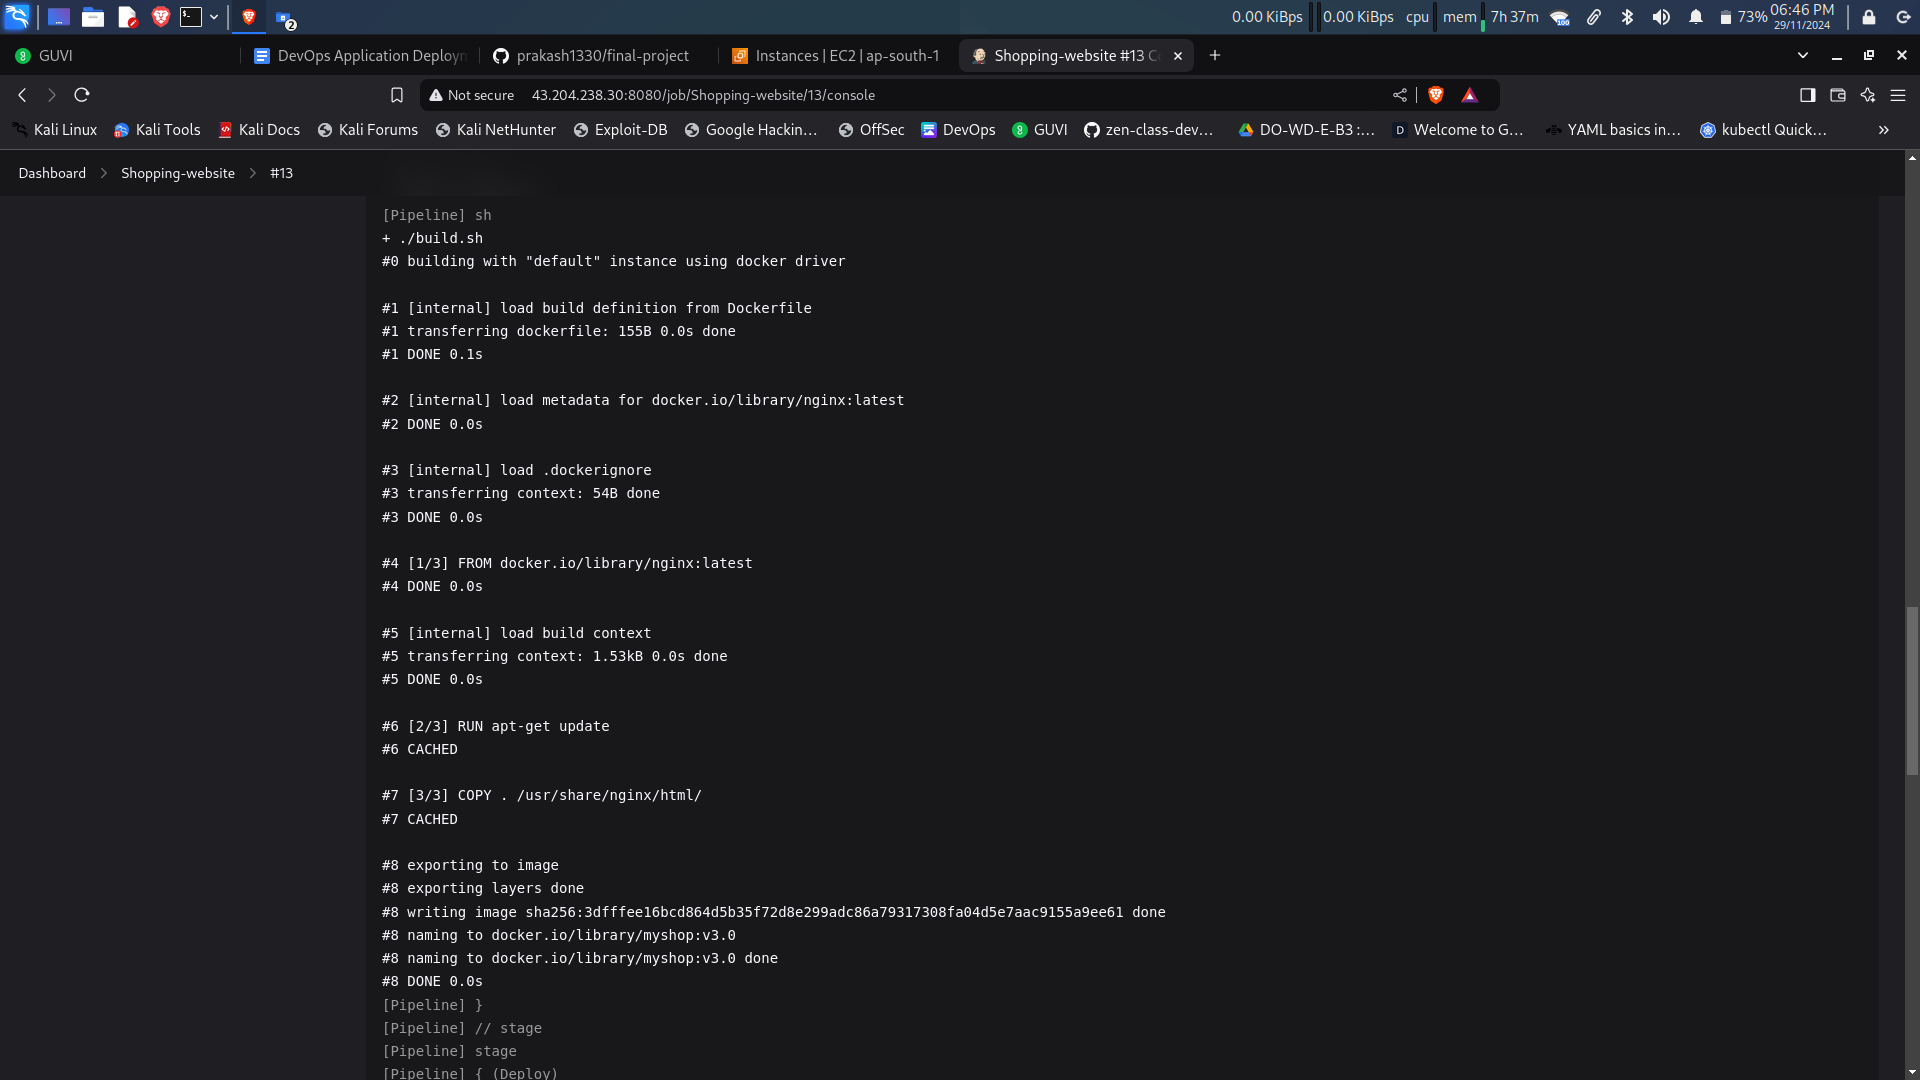 0.00 KiBps 0.00 KiBps cpu mem 7h 37m 100 73% 06:46 PM
29/11/2024
2
GUVI
DevOps Application Deploym
prakash1330/final-project
Instances | EC2 | ap-south-1
Shopping-website #13 Co
Not secure 43.204.238.30:8080/job/Shopping-website/13/console
Kali Linux Kali Tools Kali Docs Kali Forums Kali NetHunter Exploit-DB Google Hackin... OffSec DevOps GUVI zen-class-dev... DO-WD-E-B3 :... Welcome to G... YAML basics in... kubectl Quick...
Dashboard > Shopping-website > #13
[Pipeline] sh
+ ./build.sh
#0 building with "default" instance using docker driver
#1 [internal] load build definition from Dockerfile
#1 transferring dockerfile: 155B 0.0s done
#1 DONE 0.1s
#2 [internal] load metadata for docker.io/library/nginx:latest
#2 DONE 0.0s
#3 [internal] load .dockerignore
#3 transferring context: 54B done
#3 DONE 0.0s
#4 [1/3] FROM docker.io/library/nginx:latest
#4 DONE 0.0s
#5 [internal] load build context
#5 transferring context: 1.53kB 0.0s done
#5 DONE 0.0s
#6 [2/3] RUN apt-get update
#6 CACHED
#7 [3/3] COPY . /usr/share/nginx/html/
#7 CACHED
#8 exporting to image
#8 exporting layers done
#8 writing image sha256:3dfffee16bcd864d5b35f72d8e299adc86a79317308fa04d5e7aac9155a9ee61 done
#8 naming to docker.io/library/myshop:v3.0
#8 naming to docker.io/library/myshop:v3.0 done
#8 DONE 0.0s
[Pipeline] }
[Pipeline] // stage
[Pipeline] stage
[Pipeline] { (Deploy)